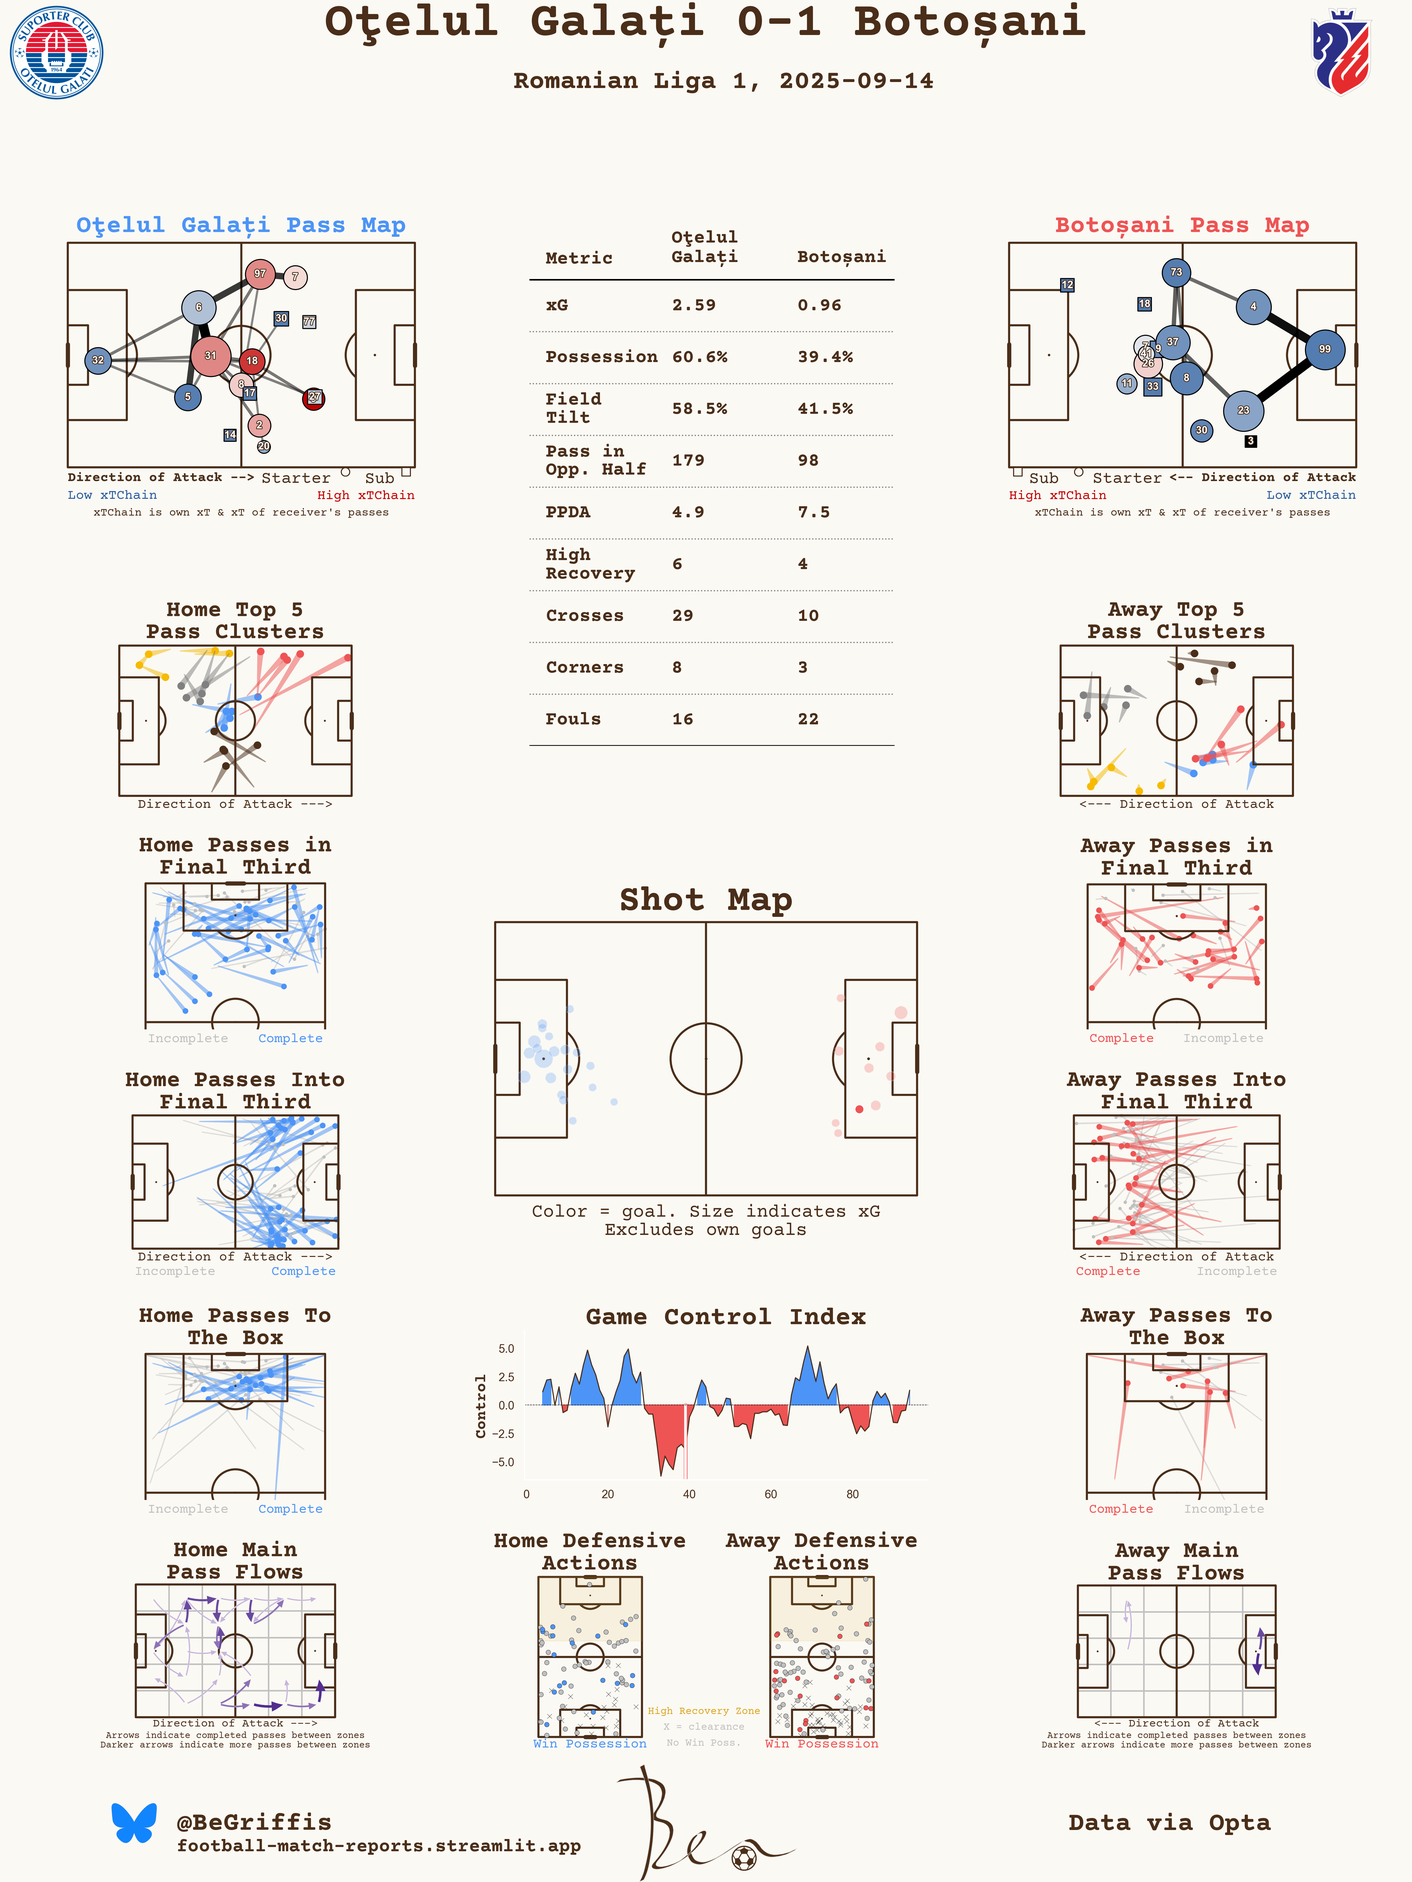 Oţelul Galați 0-1 Botoșani
Romanian Liga 1, 2025-09-14
SUPORTER CLUB
1964
OȚELUL GALAȚI
Oţelul Galați Pass Map
97
7
6
30
77
32
31
18
8
17
27
5
2
14
20
Direction of Attack -->
Starter
Sub
Low xTChain
High xTChain
xTChain is own xT & xT of receiver's passes
Metric
Oţelul Galați
Botoșani
xG 2.59 0.96
Possession 60.6% 39.4%
Field Tilt 58.5% 41.5%
Pass in Opp. Half 179 98
PPDA 4.9 7.5
High Recovery 6 4
Crosses 29 10
Corners 8 3
Fouls 16 22
Botoșani Pass Map
12
73
18
4
7
9
37
41
26
99
11
33
8
23
30
3
Sub
Starter
<-- Direction of Attack
High xTChain
Low xTChain
xTChain is own xT & xT of receiver's passes
Home Top 5
Pass Clusters
Direction of Attack --->
Away Top 5
Pass Clusters
<--- Direction of Attack
Home Passes in
Final Third
Incomplete
Complete
Away Passes in
Final Third
Complete
Incomplete
Shot Map
Color = goal. Size indicates xG
Excludes own goals
Home Passes Into
Final Third
Direction of Attack --->
Incomplete
Complete
Away Passes Into
Final Third
<--- Direction of Attack
Complete
Incomplete
Home Passes To
The Box
Incomplete
Complete
Game Control Index
Control
5.0
2.5
0.0
−2.5
−5.0
0 20 40 60 80
Away Passes To
The Box
Complete
Incomplete
Home Main
Pass Flows
Direction of Attack --->
Arrows indicate completed passes between zones
Darker arrows indicate more passes between zones
Home Defensive
Actions
Win Possession
High Recovery Zone
X = clearance
No Win Poss.
Away Defensive
Actions
Win Possession
Away Main
Pass Flows
<--- Direction of Attack
Arrows indicate completed passes between zones
Darker arrows indicate more passes between zones
@BeGriffis
football-match-reports.streamlit.app
Ben
Data via Opta